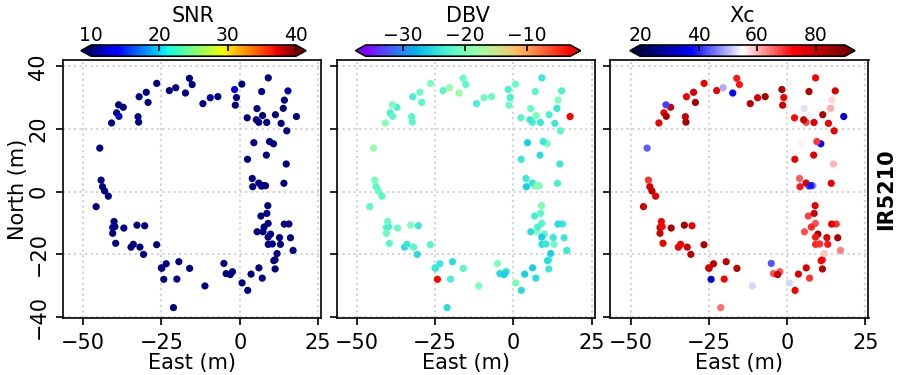 SNR DBV Xc
10 20 30 40 −30 −20 −10 20 40 60 80
40
20
0
−20
−40
North (m)
IR5210
−50 −25 0 25 −50 −25 0 25 −50 −25 0 25
East (m) East (m) East (m)